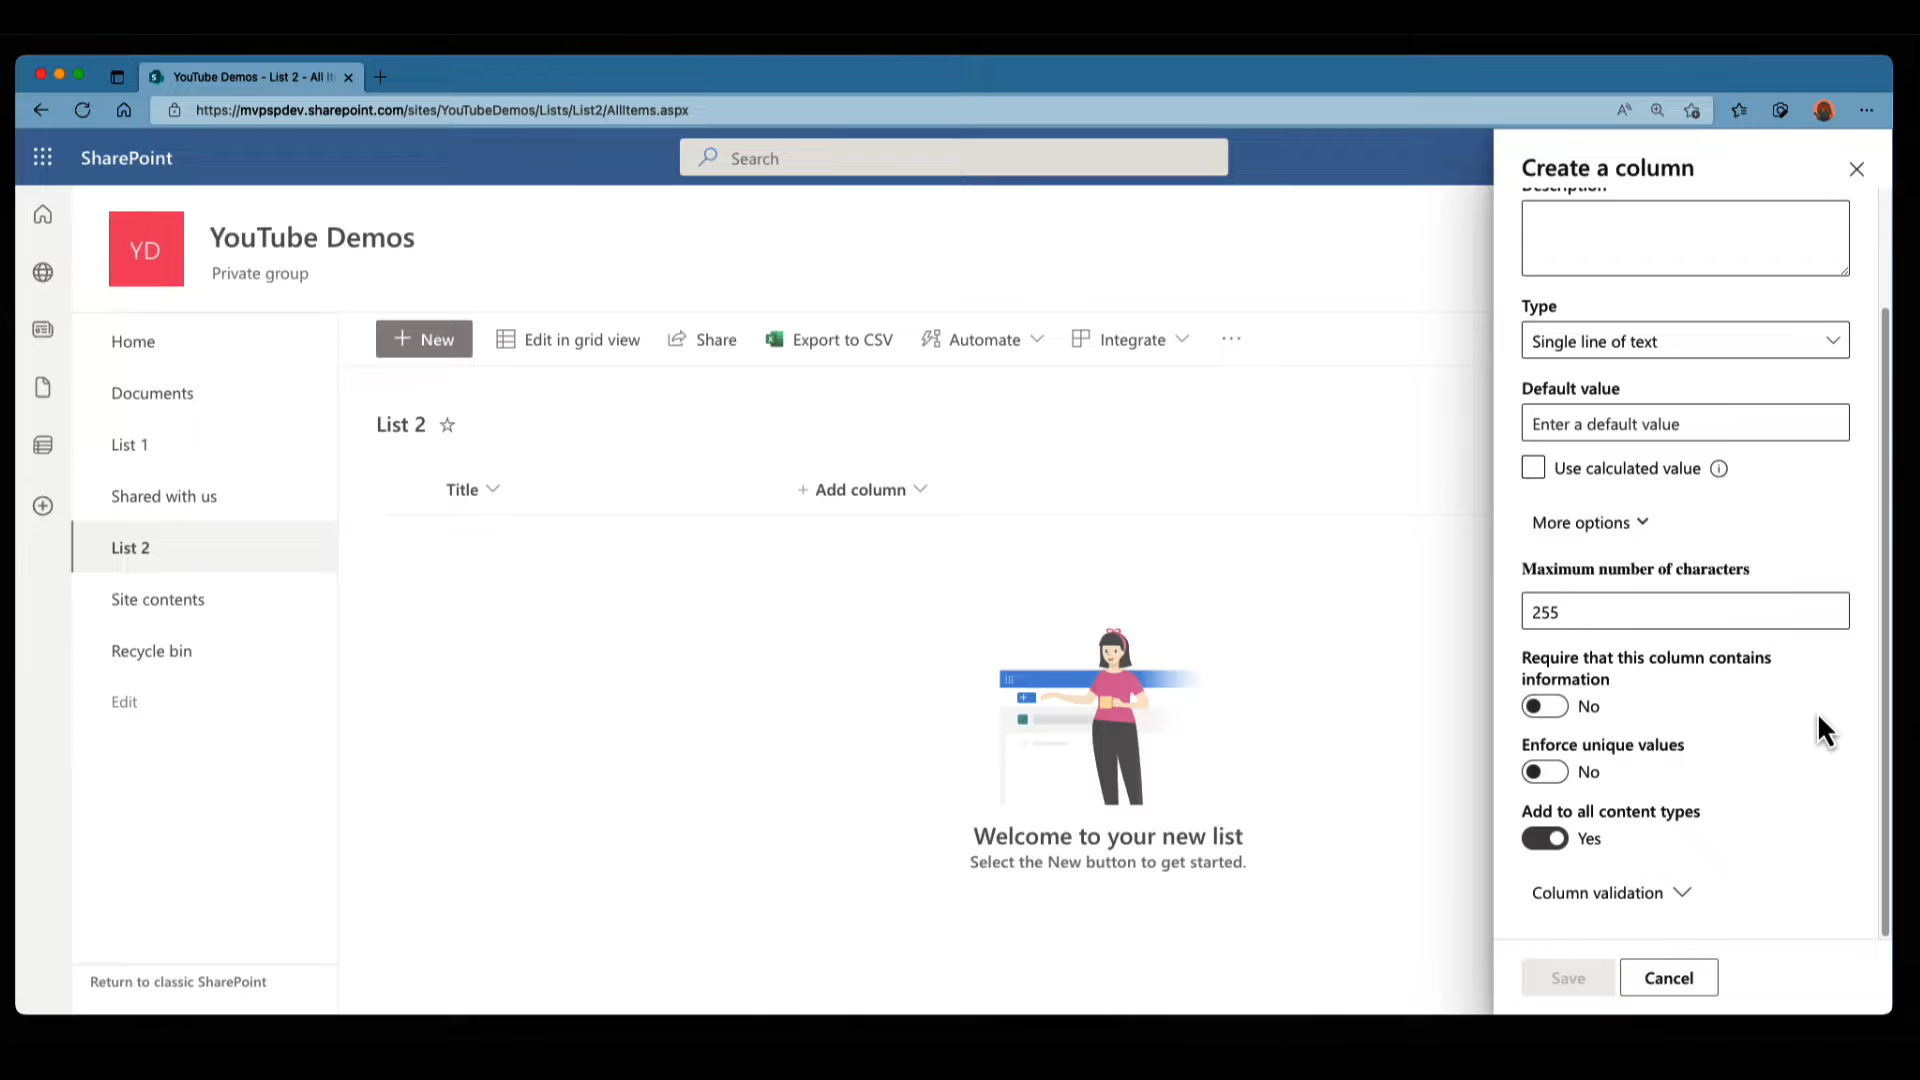 YouTube Demos - List 2 - All It
https://mvpspdev.sharepoint.com/sites/YouTubeDemos/Lists/List2/AllItems.aspx
SharePoint
Search
YD
YouTube Demos
Private group
Home
Documents
List 1
Shared with us
List 2
Site contents
Recycle bin
Edit
Return to classic SharePoint
+ New
Edit in grid view
Share
Export to CSV
Automate
Integrate
List 2
Title
+ Add column
Welcome to your new list
Select the New button to get started.
Create a column
Description
Type
Single line of text
Default value
Enter a default value
Use calculated value
More options
Maximum number of characters
255
Require that this column contains
information
No
Enforce unique values
No
Add to all content types
Yes
Column validation
Save
Cancel